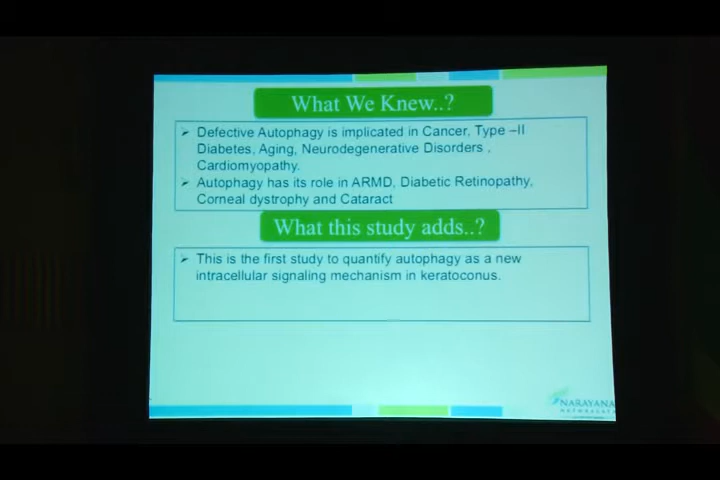 What We Knew..?
➤ Defective Autophagy is implicated in Cancer, Type –II
Diabetes, Aging, Neurodegenerative Disorders ,
Cardiomyopathy.
➤ Autophagy has its role in ARMD, Diabetic Retinopathy,
Corneal dystrophy and Cataract
What this study adds..?
➤ This is the first study to quantify autophagy as a new
intracellular signaling mechanism in keratoconus.
NARAYANA
NETHRALAYA